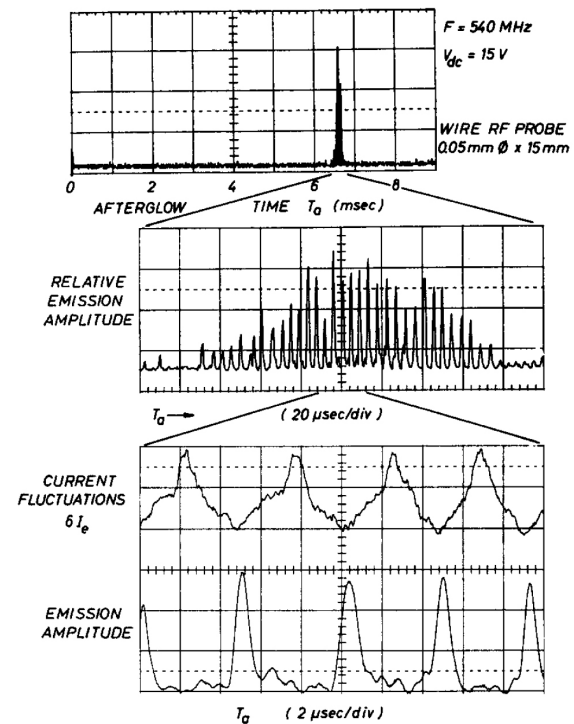 F = 540 MHz
V_dc = 15 V
WIRE RF PROBE
0.05mm Ø x 15mm
0 2 4 6 8
AFTERGLOW TIME T_a (msec)
RELATIVE
EMISSION
AMPLITUDE
T_a → (20 μsec/div)
CURRENT
FLUCTUATIONS
δ I_e
EMISSION
AMPLITUDE
T_a (2 μsec/div)